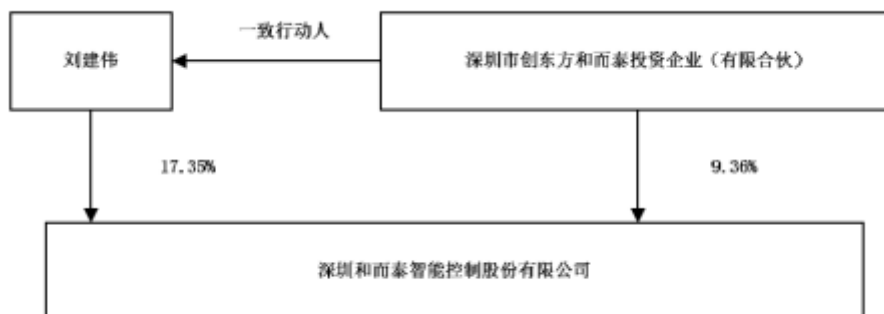 一致行动人
刘建伟
深圳市创东方和而泰投资企业（有限合伙）
17.35%
9.36%
深圳和而泰智能控制股份有限公司